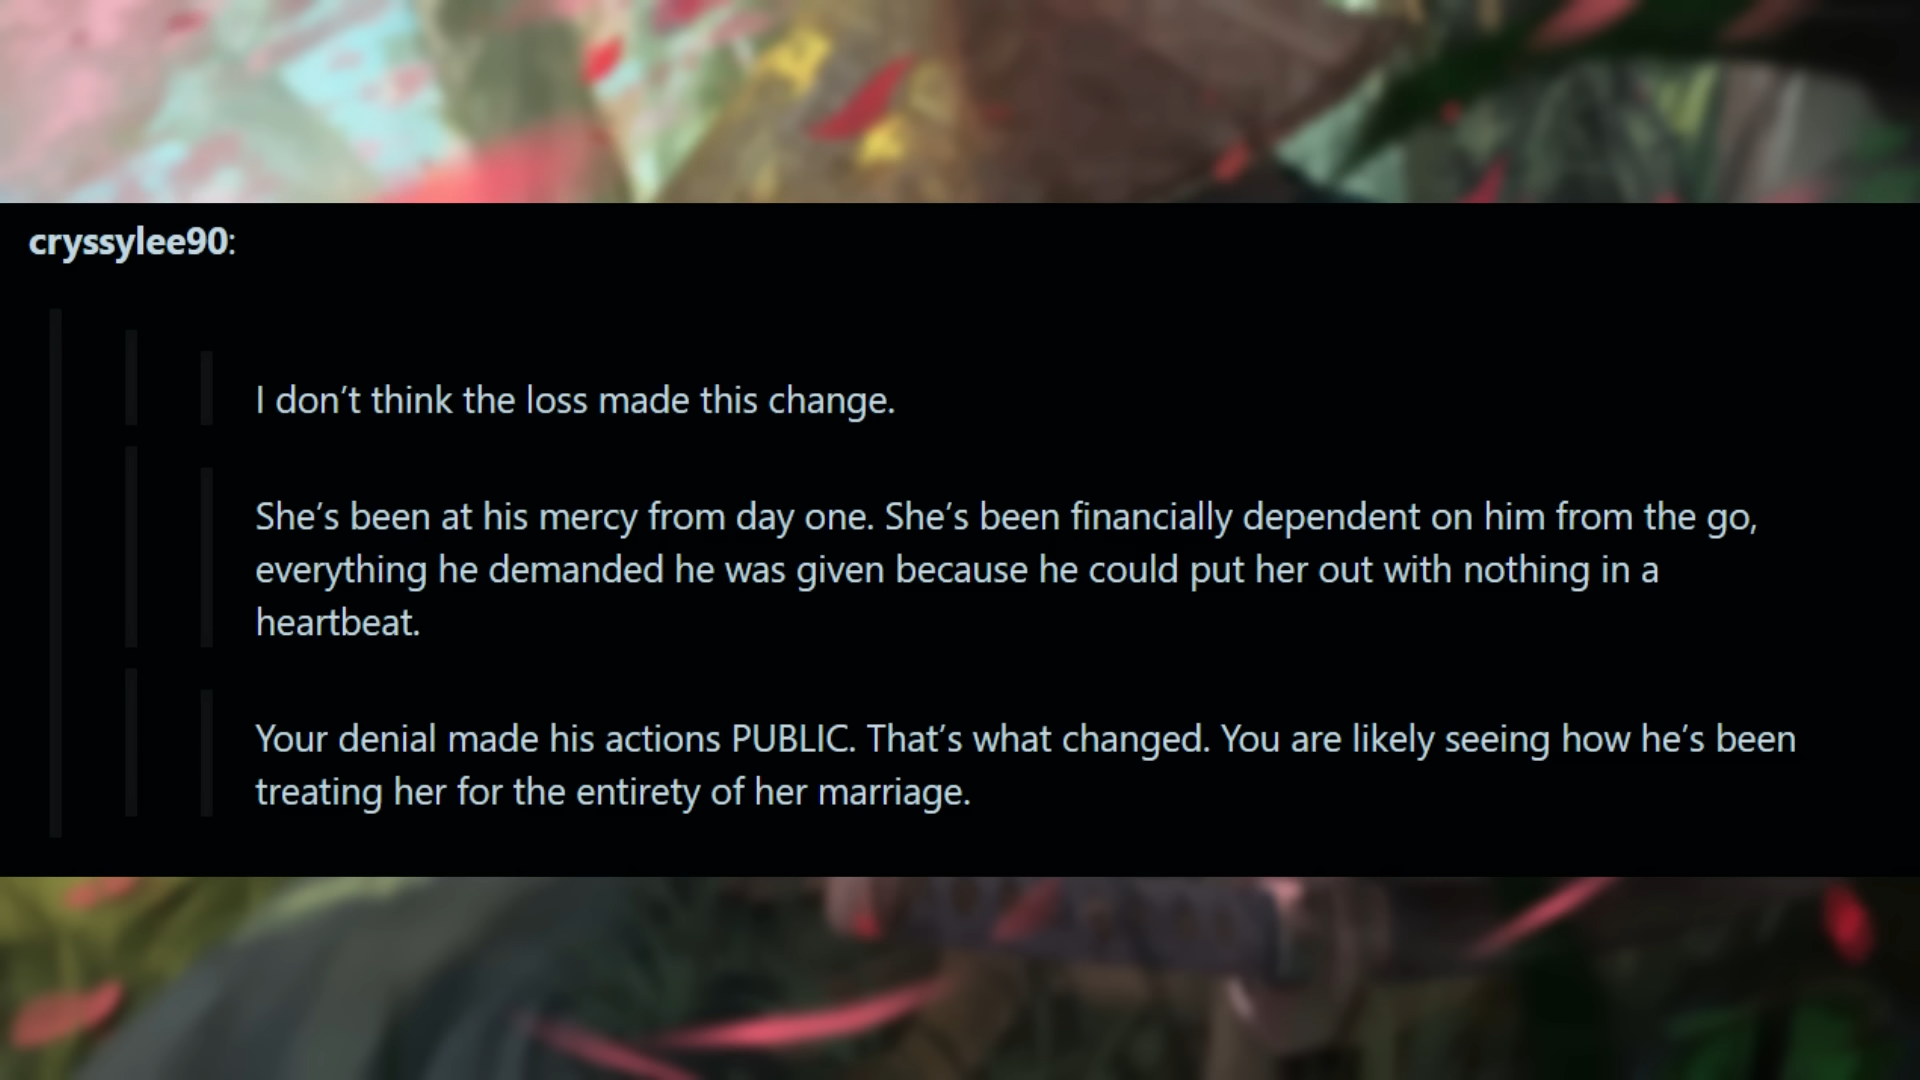 cryssylee90:
I don’t think the loss made this change.
She’s been at his mercy from day one. She’s been financially dependent on him from the go,
everything he demanded he was given because he could put her out with nothing in a
heartbeat.
Your denial made his actions PUBLIC. That’s what changed. You are likely seeing how he’s been
treating her for the entirety of her marriage.